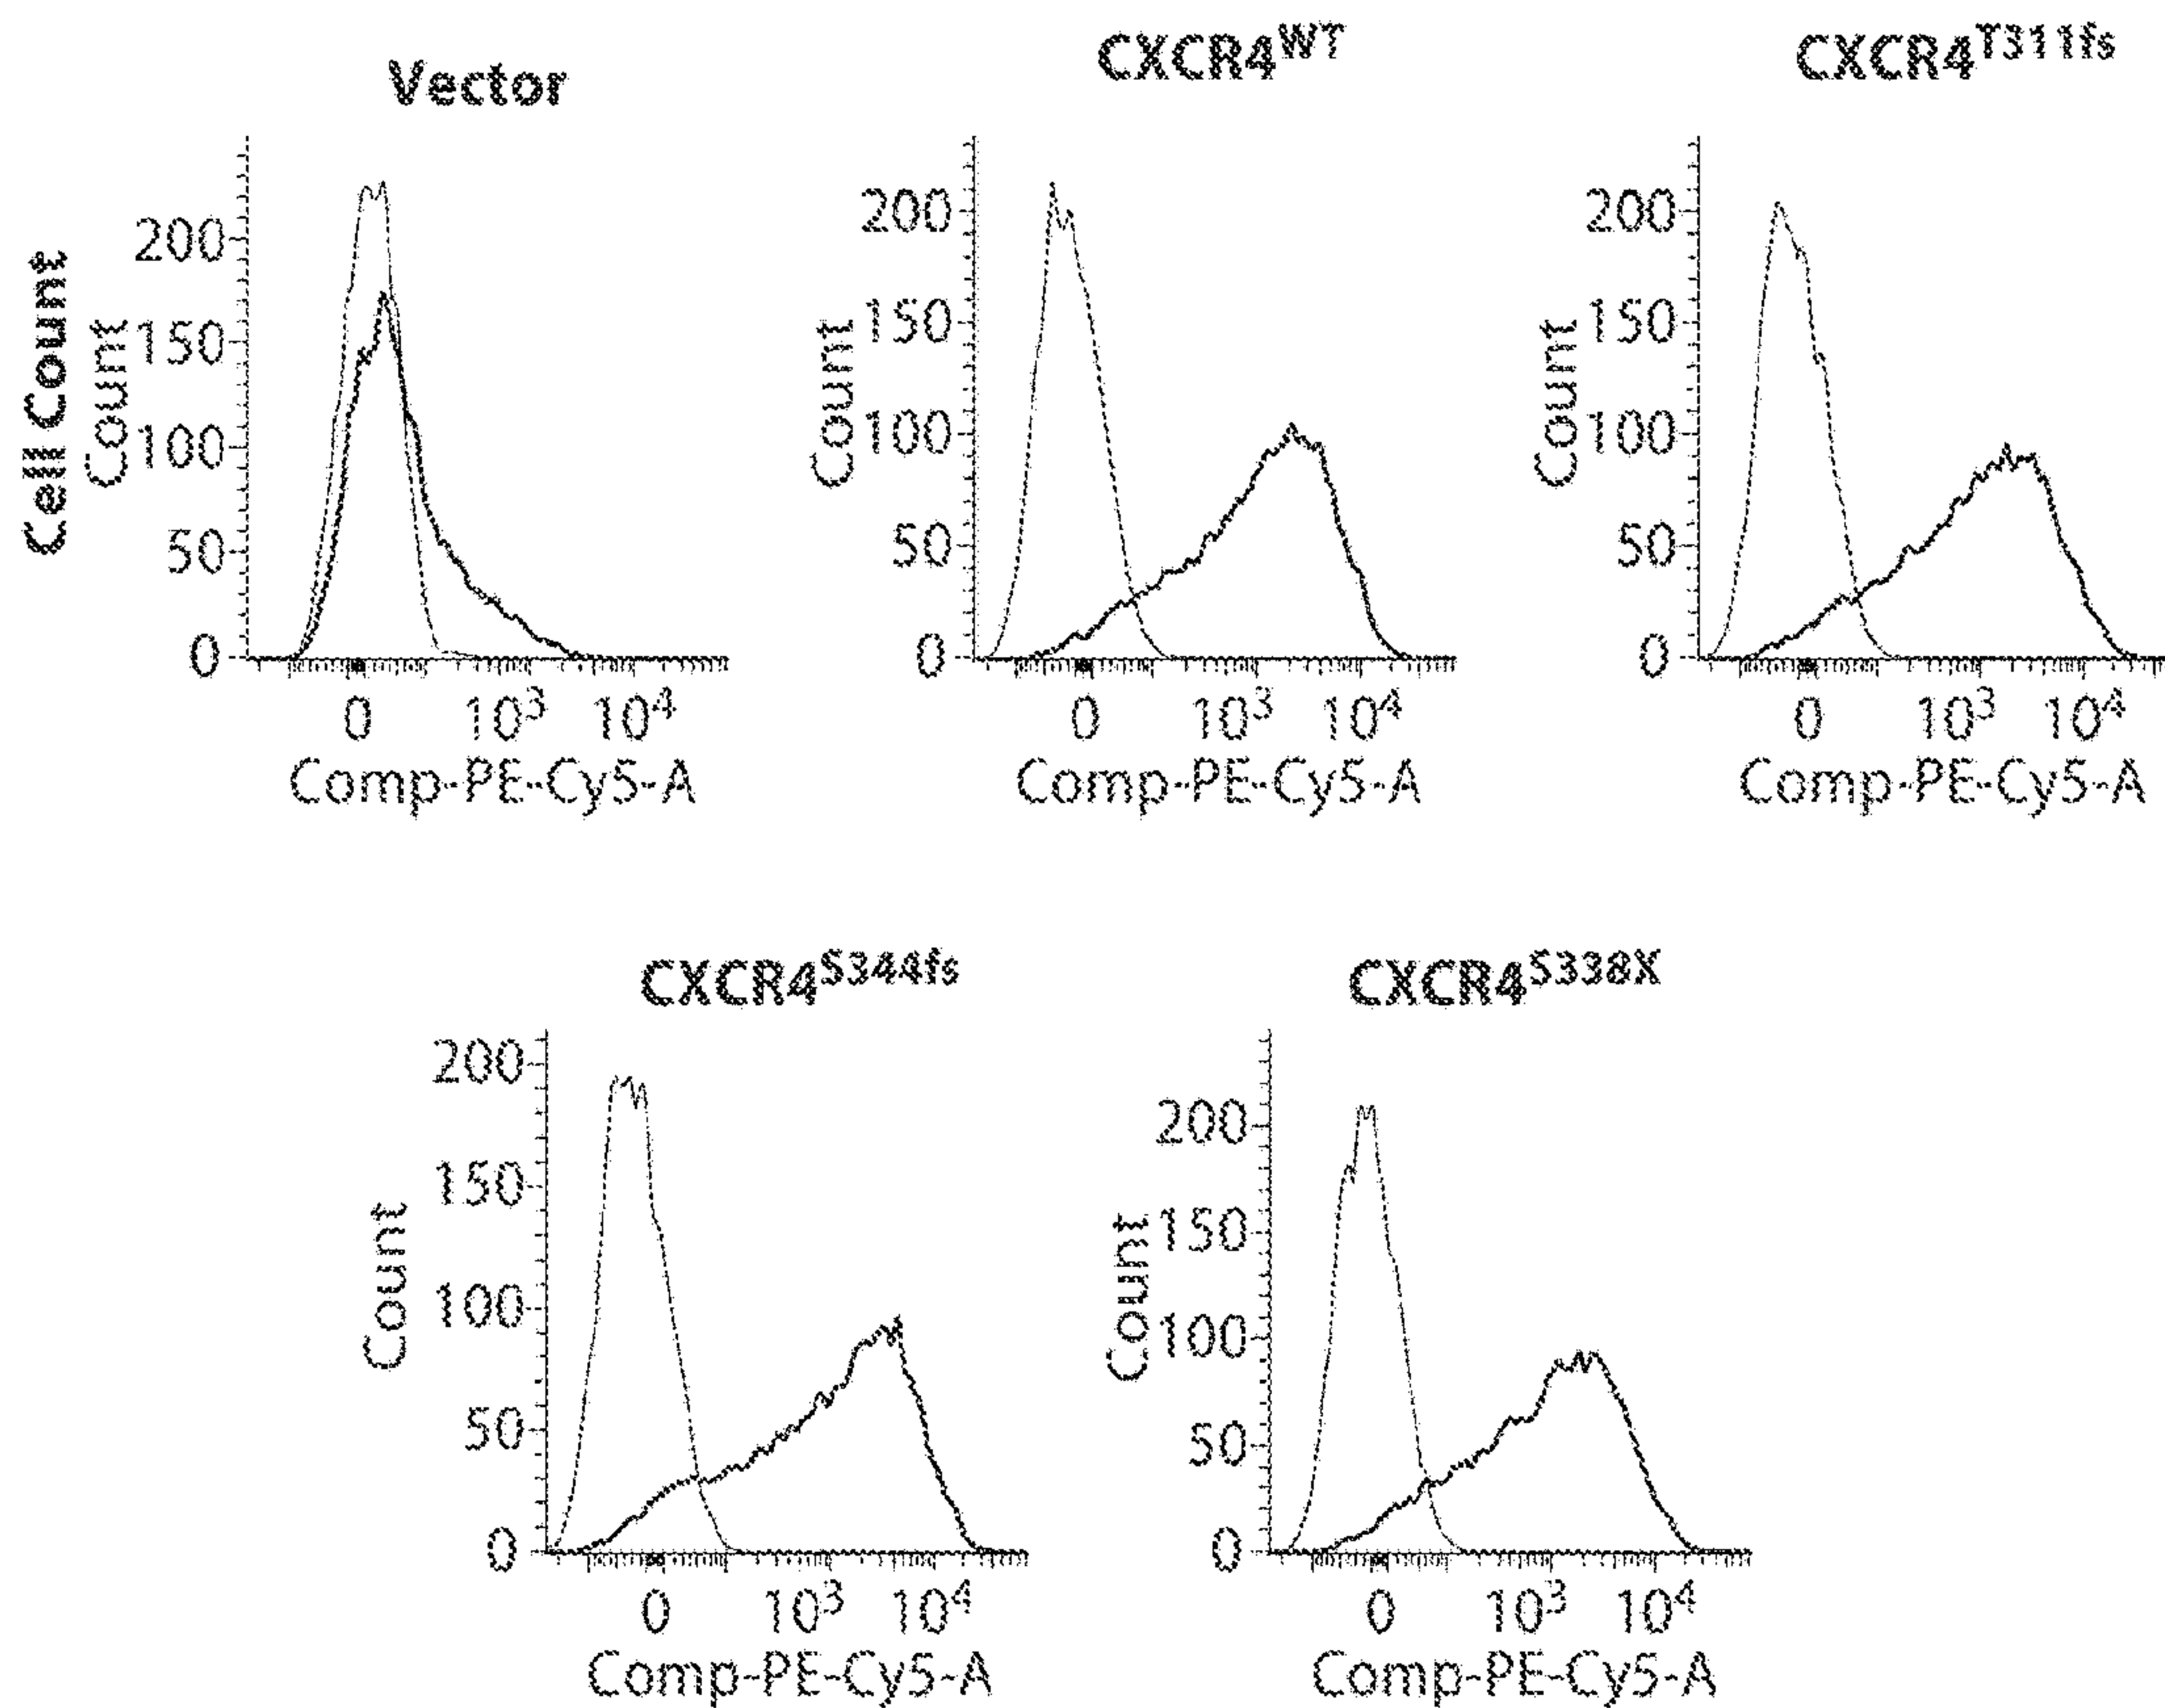 Vector
Cell Count
Count
200
150
100
50
0
0 10³ 10⁴
Comp-PE-Cy5-A
CXCR4ᵂᵀ
Count
200
150
100
50
0
0 10³ 10⁴
Comp-PE-Cy5-A
CXCR4ᵀ³¹¹ᶠˢ
Count
200
150
100
50
0
0 10³ 10⁴
Comp-PE-Cy5-A
CXCR4ˢ³⁴⁴ᶠˢ
Count
200
150
100
50
0
0 10³ 10⁴
Comp-PE-Cy5-A
CXCR4ˢ³³⁸ˣ
Count
200
150
100
50
0
0 10³ 10⁴
Comp-PE-Cy5-A